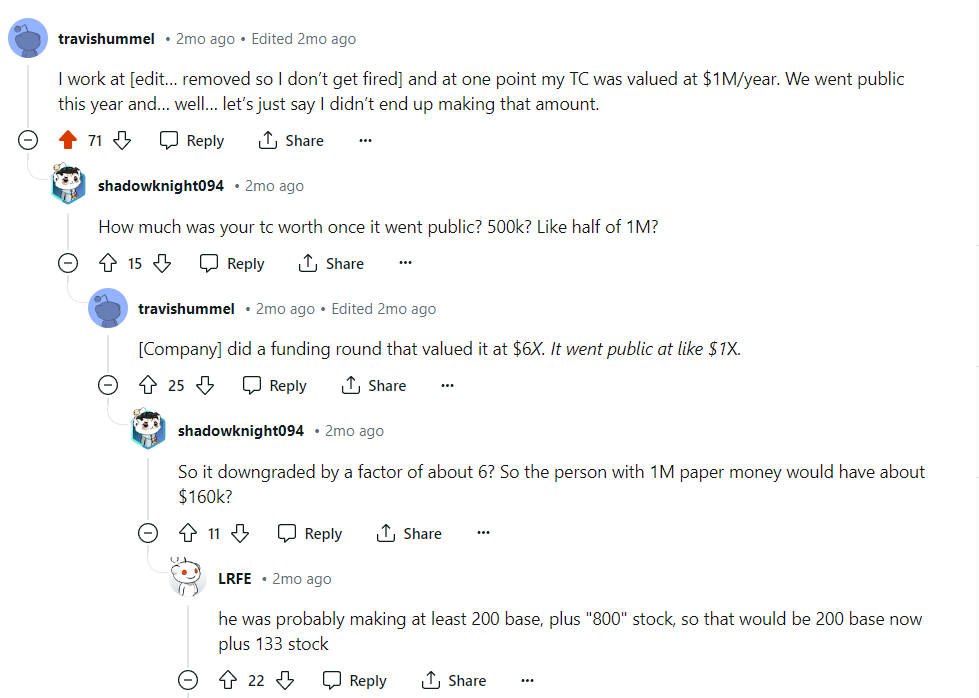 travishummel • 2mo ago • Edited 2mo ago
I work at [edit... removed so I don't get fired] and at one point my TC was valued at $1M/year. We went public
this year and... well... let's just say I didn't end up making that amount.
71 Reply Share ...
shadowknight094 • 2mo ago
How much was your tc worth once it went public? 500k? Like half of 1M?
15 Reply Share ...
travishummel • 2mo ago • Edited 2mo ago
[Company] did a funding round that valued it at $6X. It went public at like $1X.
25 Reply Share ...
shadowknight094 • 2mo ago
So it downgraded by a factor of about 6? So the person with 1M paper money would have about
$160k?
11 Reply Share ...
LRFE • 2mo ago
he was probably making at least 200 base, plus "800" stock, so that would be 200 base now
plus 133 stock
22 Reply Share ...